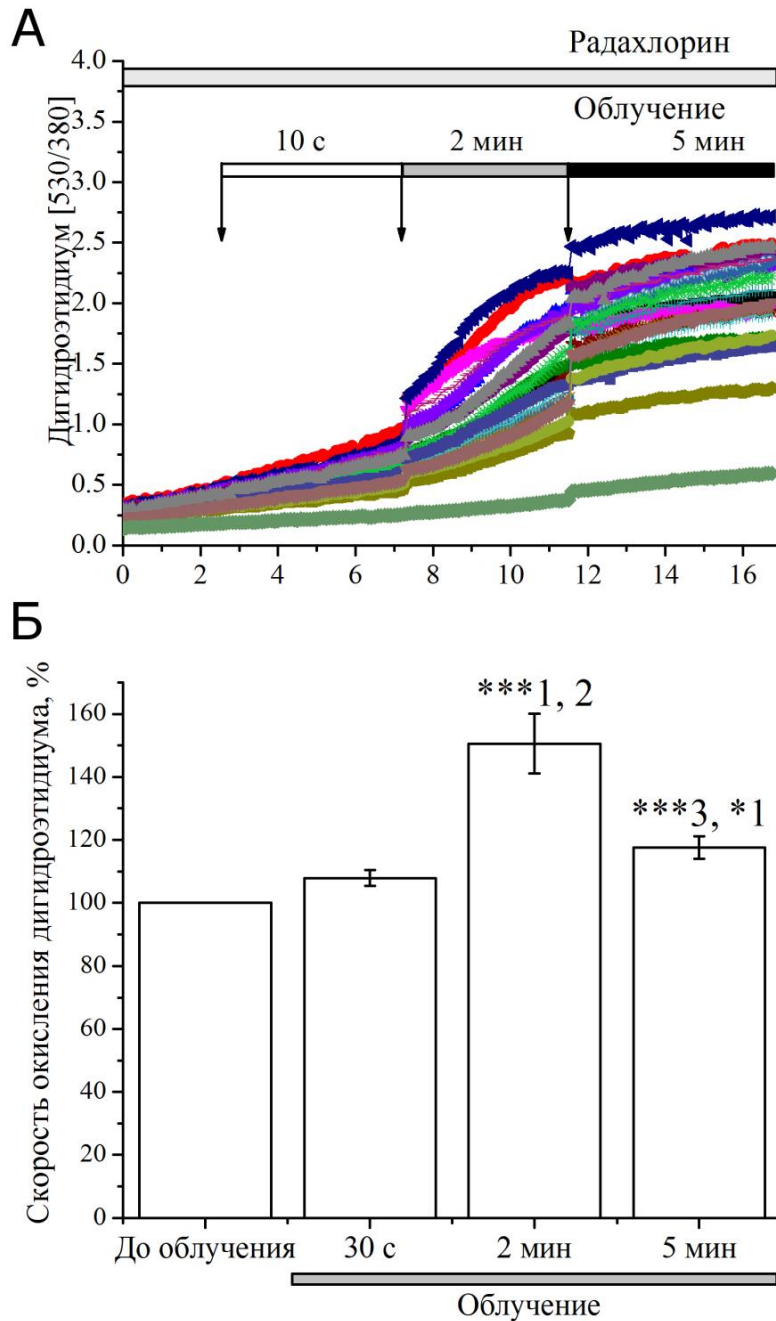 А
Радахлорин
4.0
Облучение
3.5
10 с
2 мин
5 мин
3.0
2.5
2.0
1.5
1.0
0.5
0.0
Дигидроэтидиум [530/380]
0 2 4 6 8 10 12 14 16
Б
***1, 2
***3, *1
160
140
120
100
80
60
40
20
0
Скорость окисления дигидроэтидиума, %
До облучения 30 с 2 мин 5 мин
Облучение